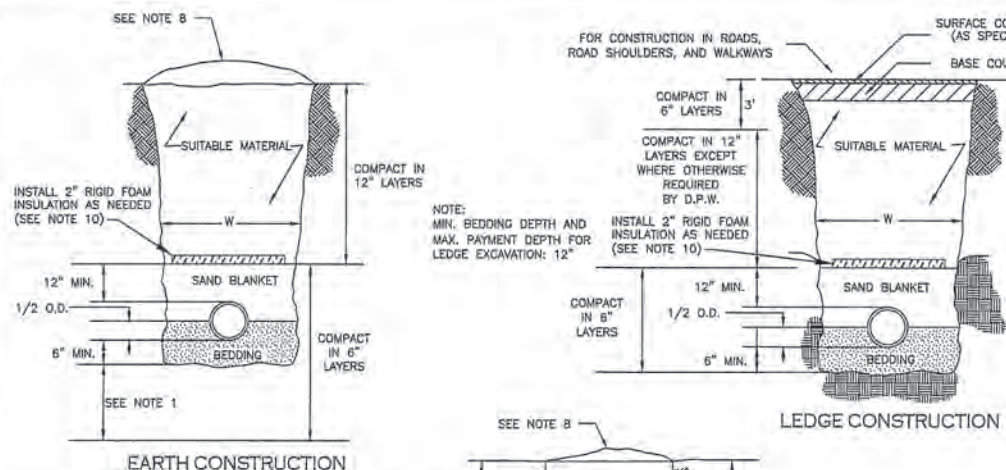 SEE NOTE 8
SUITABLE MATERIAL
COMPACT IN
12" LAYERS
INSTALL 2" RIGID FOAM
INSULATION AS NEEDED
(SEE NOTE 10)
W
SAND BLANKET
12" MIN.
1/2 O.D.
6" MIN.
BEDDING
COMPACT
IN 6"
LAYERS
SEE NOTE 1
EARTH CONSTRUCTION
NOTE:
MIN. BEDDING DEPTH AND
MAX. PAYMENT DEPTH FOR
LEDGE EXCAVATION: 12"
FOR CONSTRUCTION IN ROADS,
ROAD SHOULDERS, AND WALKWAYS
SURFACE CO
(AS SPEC
BASE COU
COMPACT IN
6" LAYERS
3'
SUITABLE MATERIAL
COMPACT IN 12"
LAYERS EXCEPT
WHERE OTHERWISE
REQUIRED
BY D.P.W.
INSTALL 2" RIGID FOAM
INSULATION AS NEEDED
(SEE NOTE 10)
W
SAND BLANKET
12" MIN.
COMPACT
IN 6"
LAYERS
1/2 O.D.
6" MIN.
BEDDING
LEDGE CONSTRUCTION
SEE NOTE 8